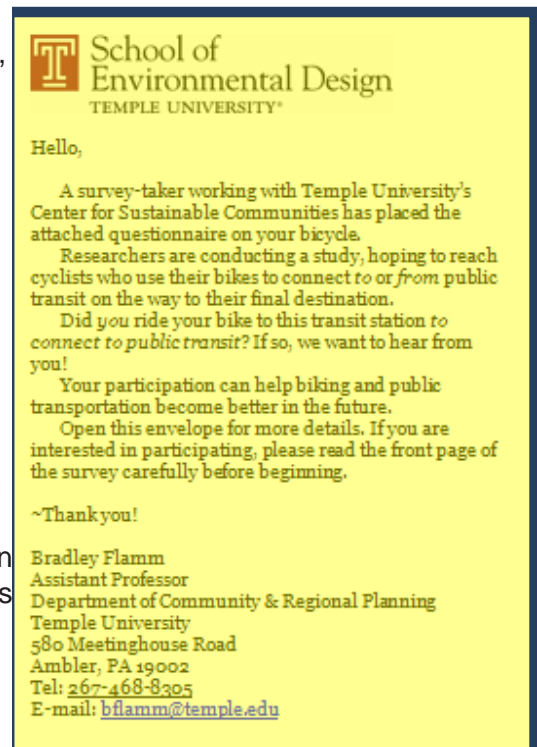 ,
School of
Environmental Design
TEMPLE UNIVERSITY®
Hello,
A survey-taker working with Temple University's
Center for Sustainable Communities has placed the
attached questionnaire on your bicycle.
Researchers are conducting a study, hoping to reach
cyclists who use their bikes to connect to or from public
transit on the way to their final destination.
Did you ride your bike to this transit station to
connect to public transit? If so, we want to hear from
you!
Your participation can help biking and public
transportation become better in the future.
Open this envelope for more details. If you are
interested in participating, please read the front page of
the survey carefully before beginning.
~Thank you!
n
Bradley Flamm
Assistant Professor
s
Department of Community & Regional Planning
Temple University
580 Meetinghouse Road
Ambler, PA 19002
Tel: 267-468-8305
E-mail: bflamm@temple.edu